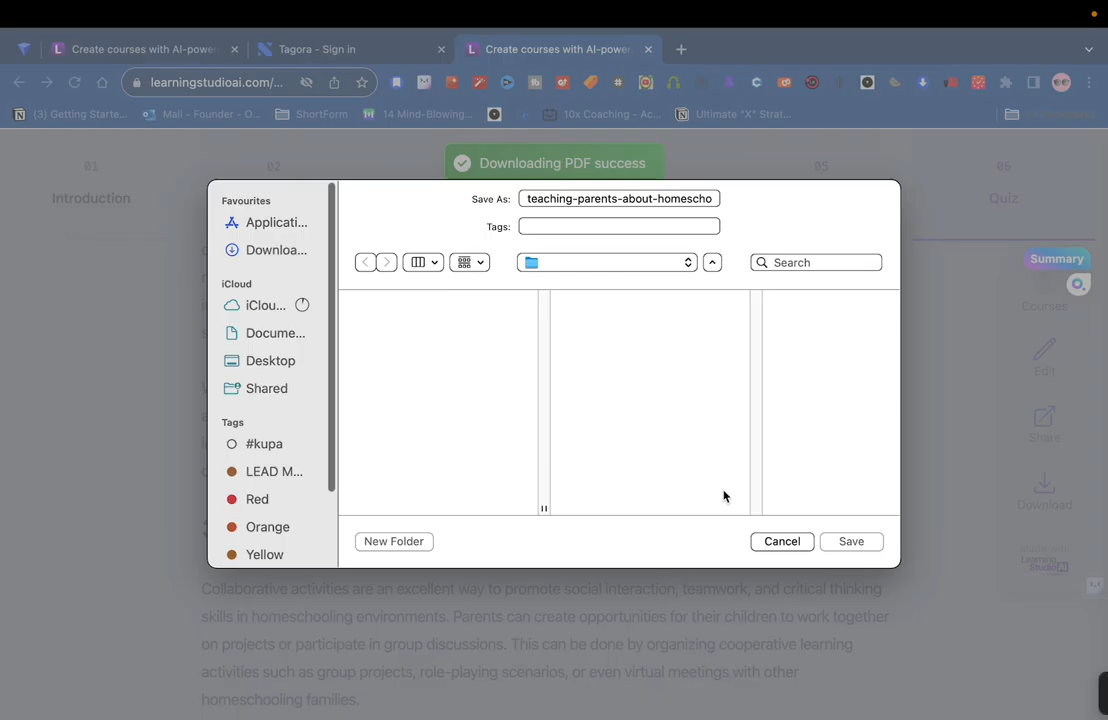 Create courses with AI-power
Tagora - Sign in
Create courses with AI-power
learningstudioai.com/...
(3) Getting Starte...
Mail - Founder - O...
ShortForm
14 Mind-Blowing...
10x Coaching - Ac...
Ultimate "X" Strat...
01
02
05
06
Downloading PDF success
Introduction
Quiz
Favourites
Applicati...
Downloa...
iCloud
iClou...
Docume...
Desktop
Shared
Tags
#kupa
LEAD M...
Red
Orange
Yellow
Save As:
teaching-parents-about-homescho
Tags:
Search
New Folder
Cancel
Save
Summary
Courses
Edit
Share
Download
Made with
Learning
StudioAI
Collaborative activities are an excellent way to promote social interaction, teamwork, and critical thinking
skills in homeschooling environments. Parents can create opportunities for their children to work together
on projects or participate in group discussions. This can be done by organizing cooperative learning
activities such as group projects, role-playing scenarios, or even virtual meetings with other
homeschooling families.